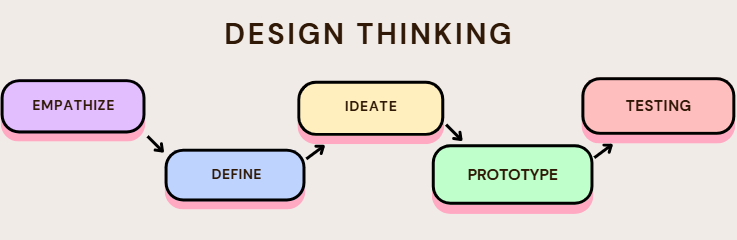 DESIGN THINKING
EMPATHIZE
DEFINE
IDEATE
PROTOTYPE
TESTING